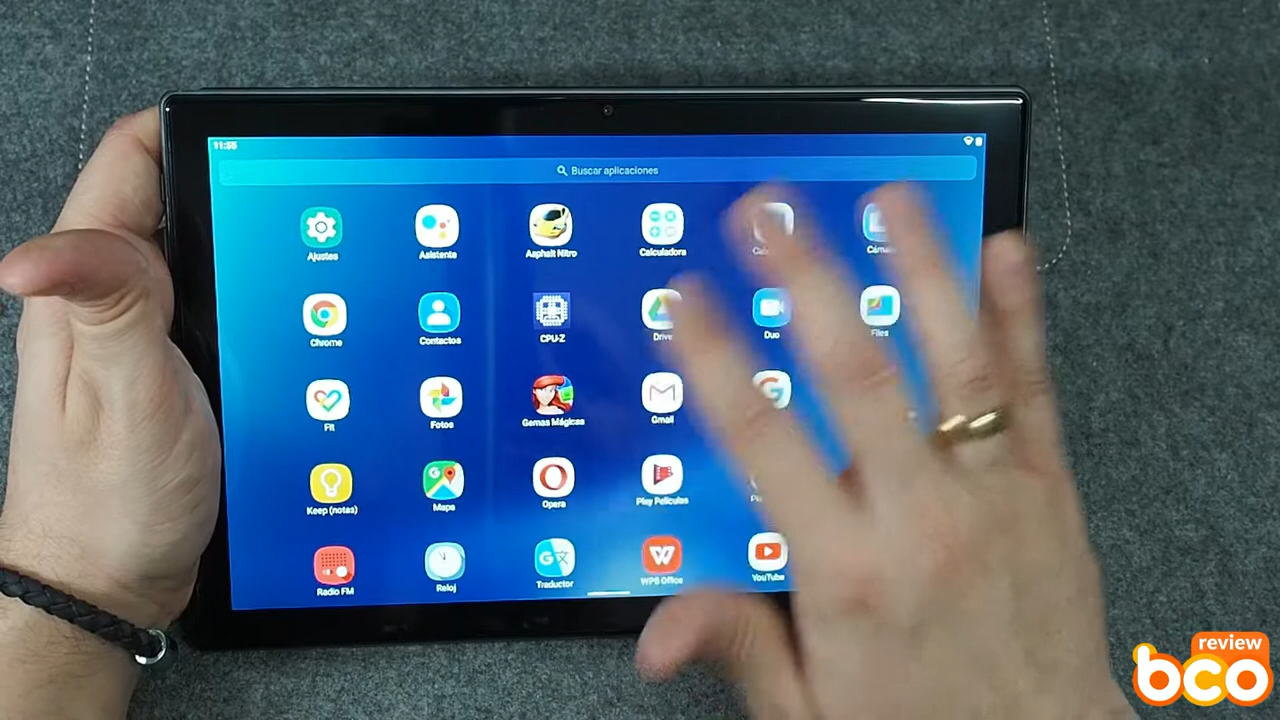 11:55
Buscar aplicaciones
Ajustes
Asistente
Asphalt Nitro
Calculadora
Chrome
Contactos
CPU-Z
Drive
Duo
Files
Fit
Fotos
Gemas Mágicas
Gmail
Keep (notas)
Maps
Opera
Play Películas
Radio FM
Reloj
Traductor
WPS Office
YouTube
review
bco